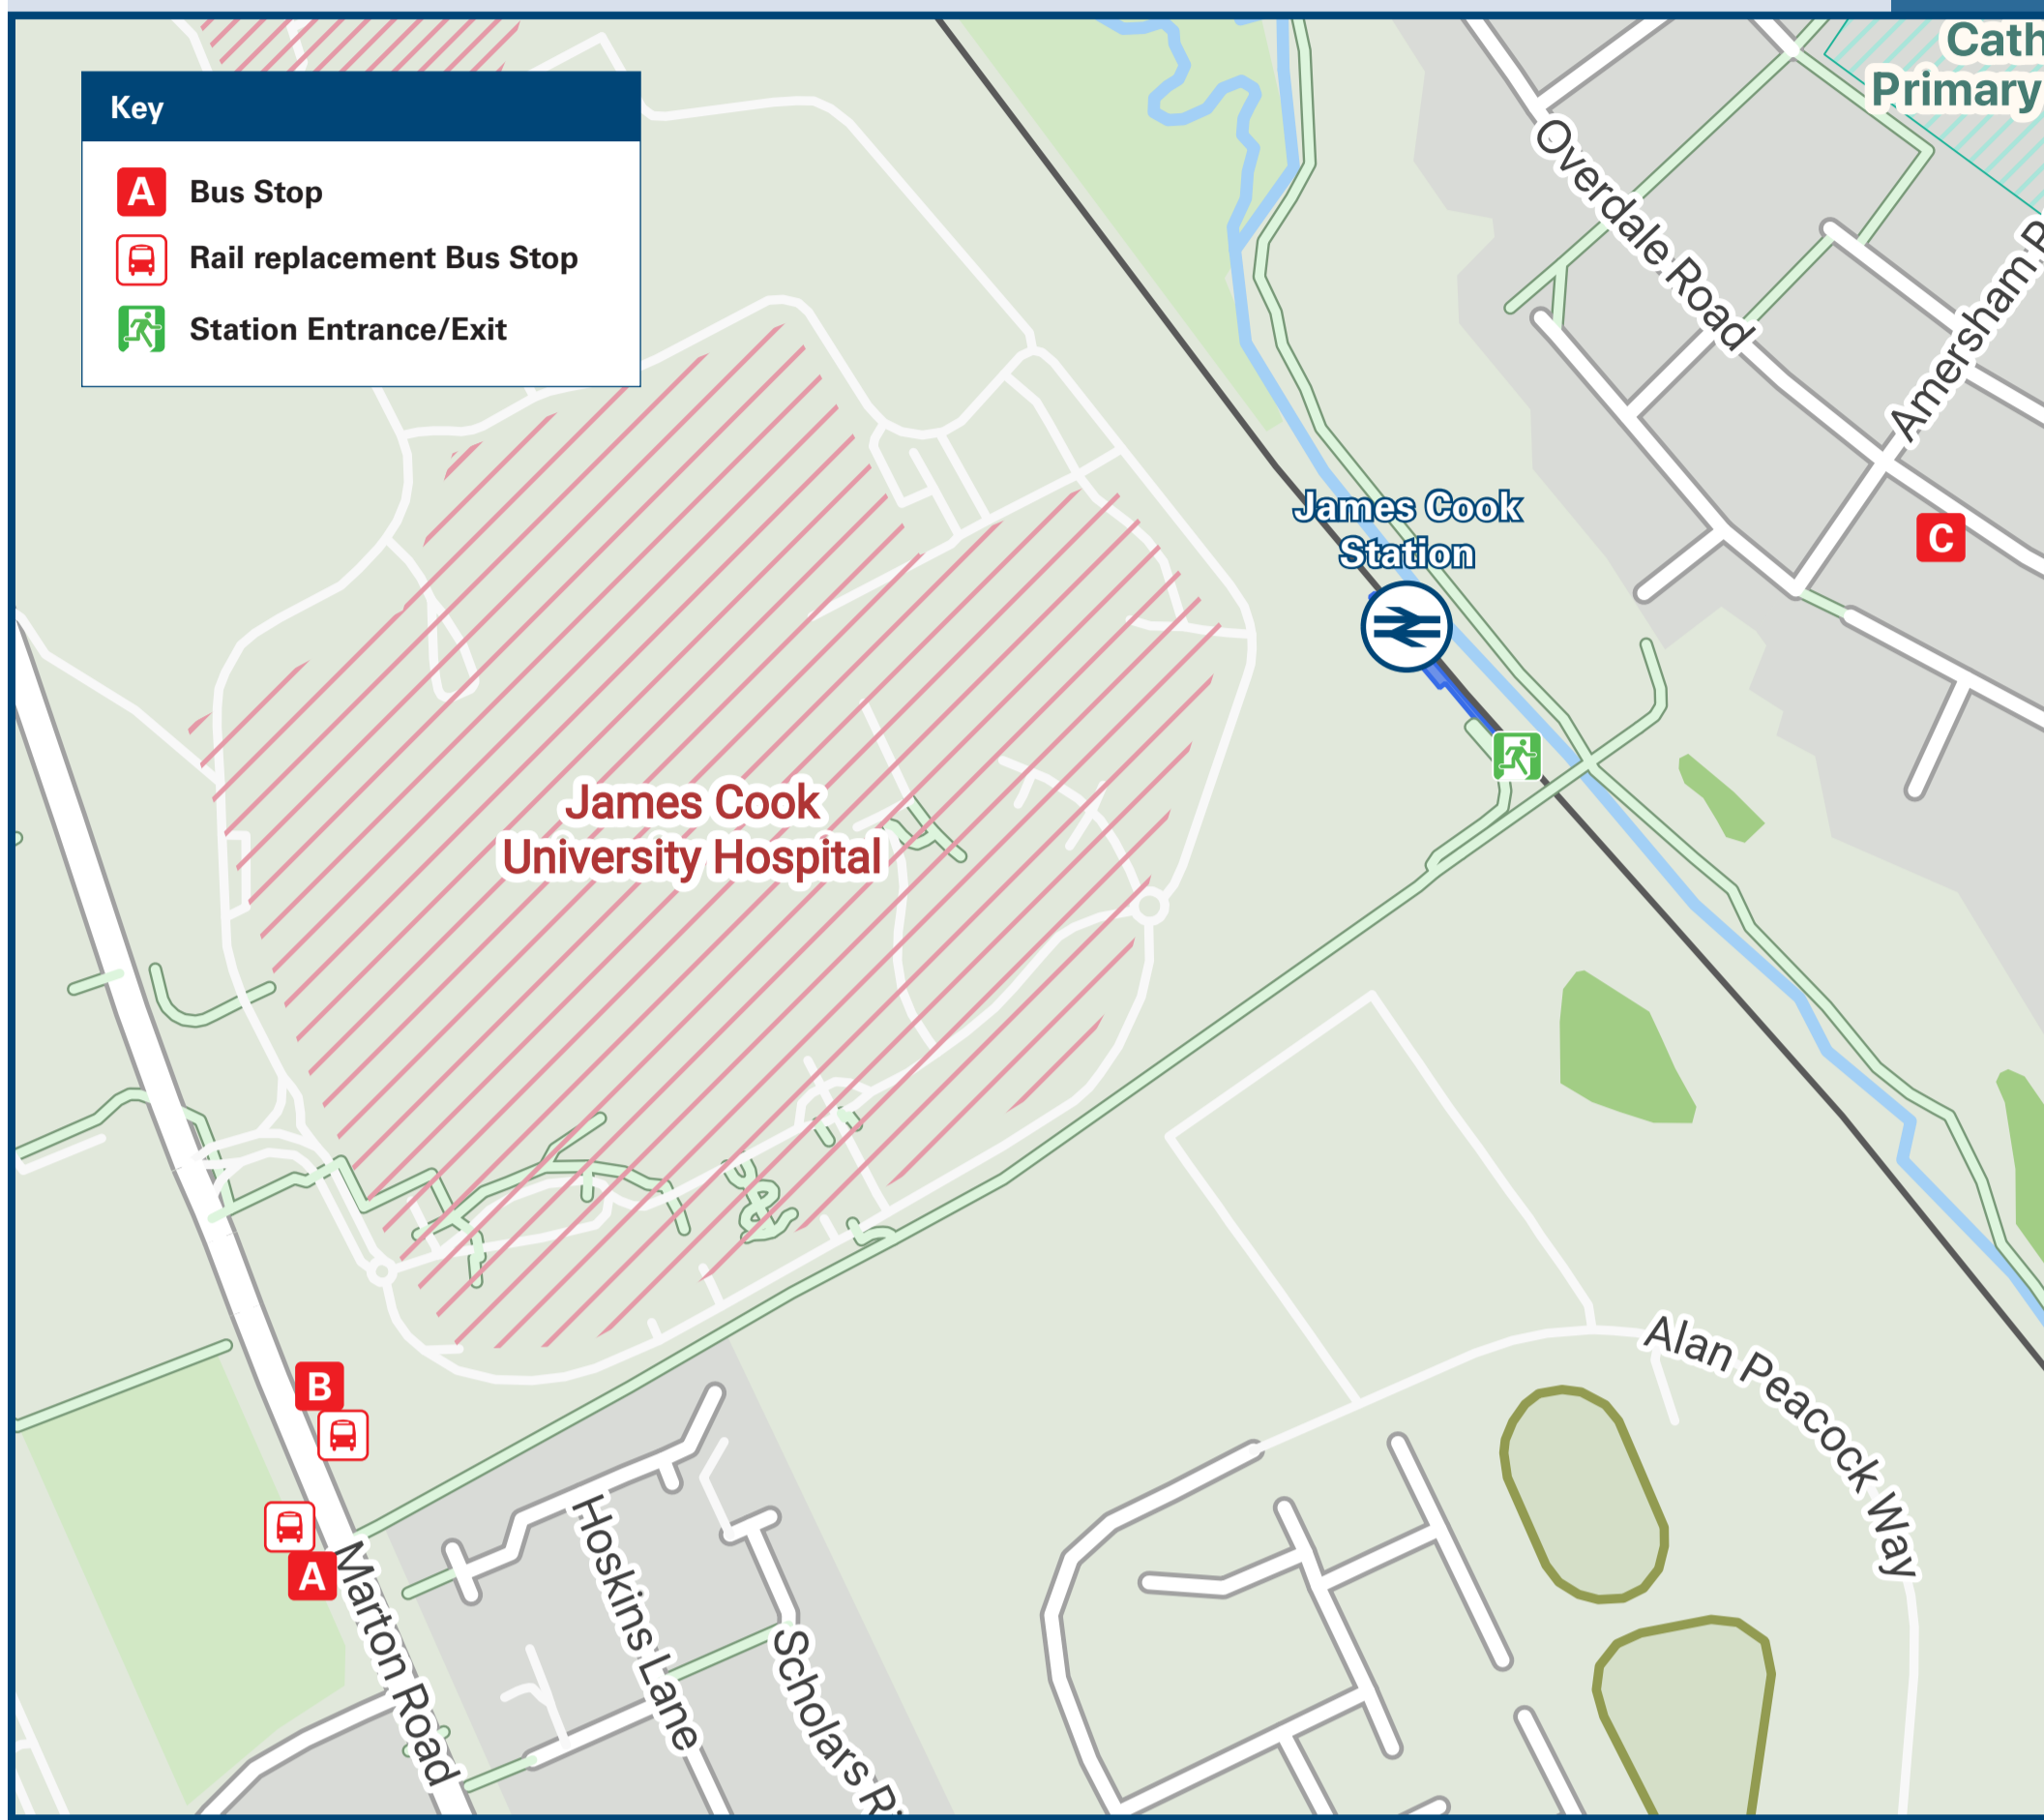 Key
A
Bus Stop
Rail replacement Bus Stop
Station Entrance/Exit
Cath
Primary
Overdale Road
Amersham
James Cook
Station
C
James Cook
University Hospital
Alan Peacock Way
B
A
Marton Road
Hoskins Lane
Scholars